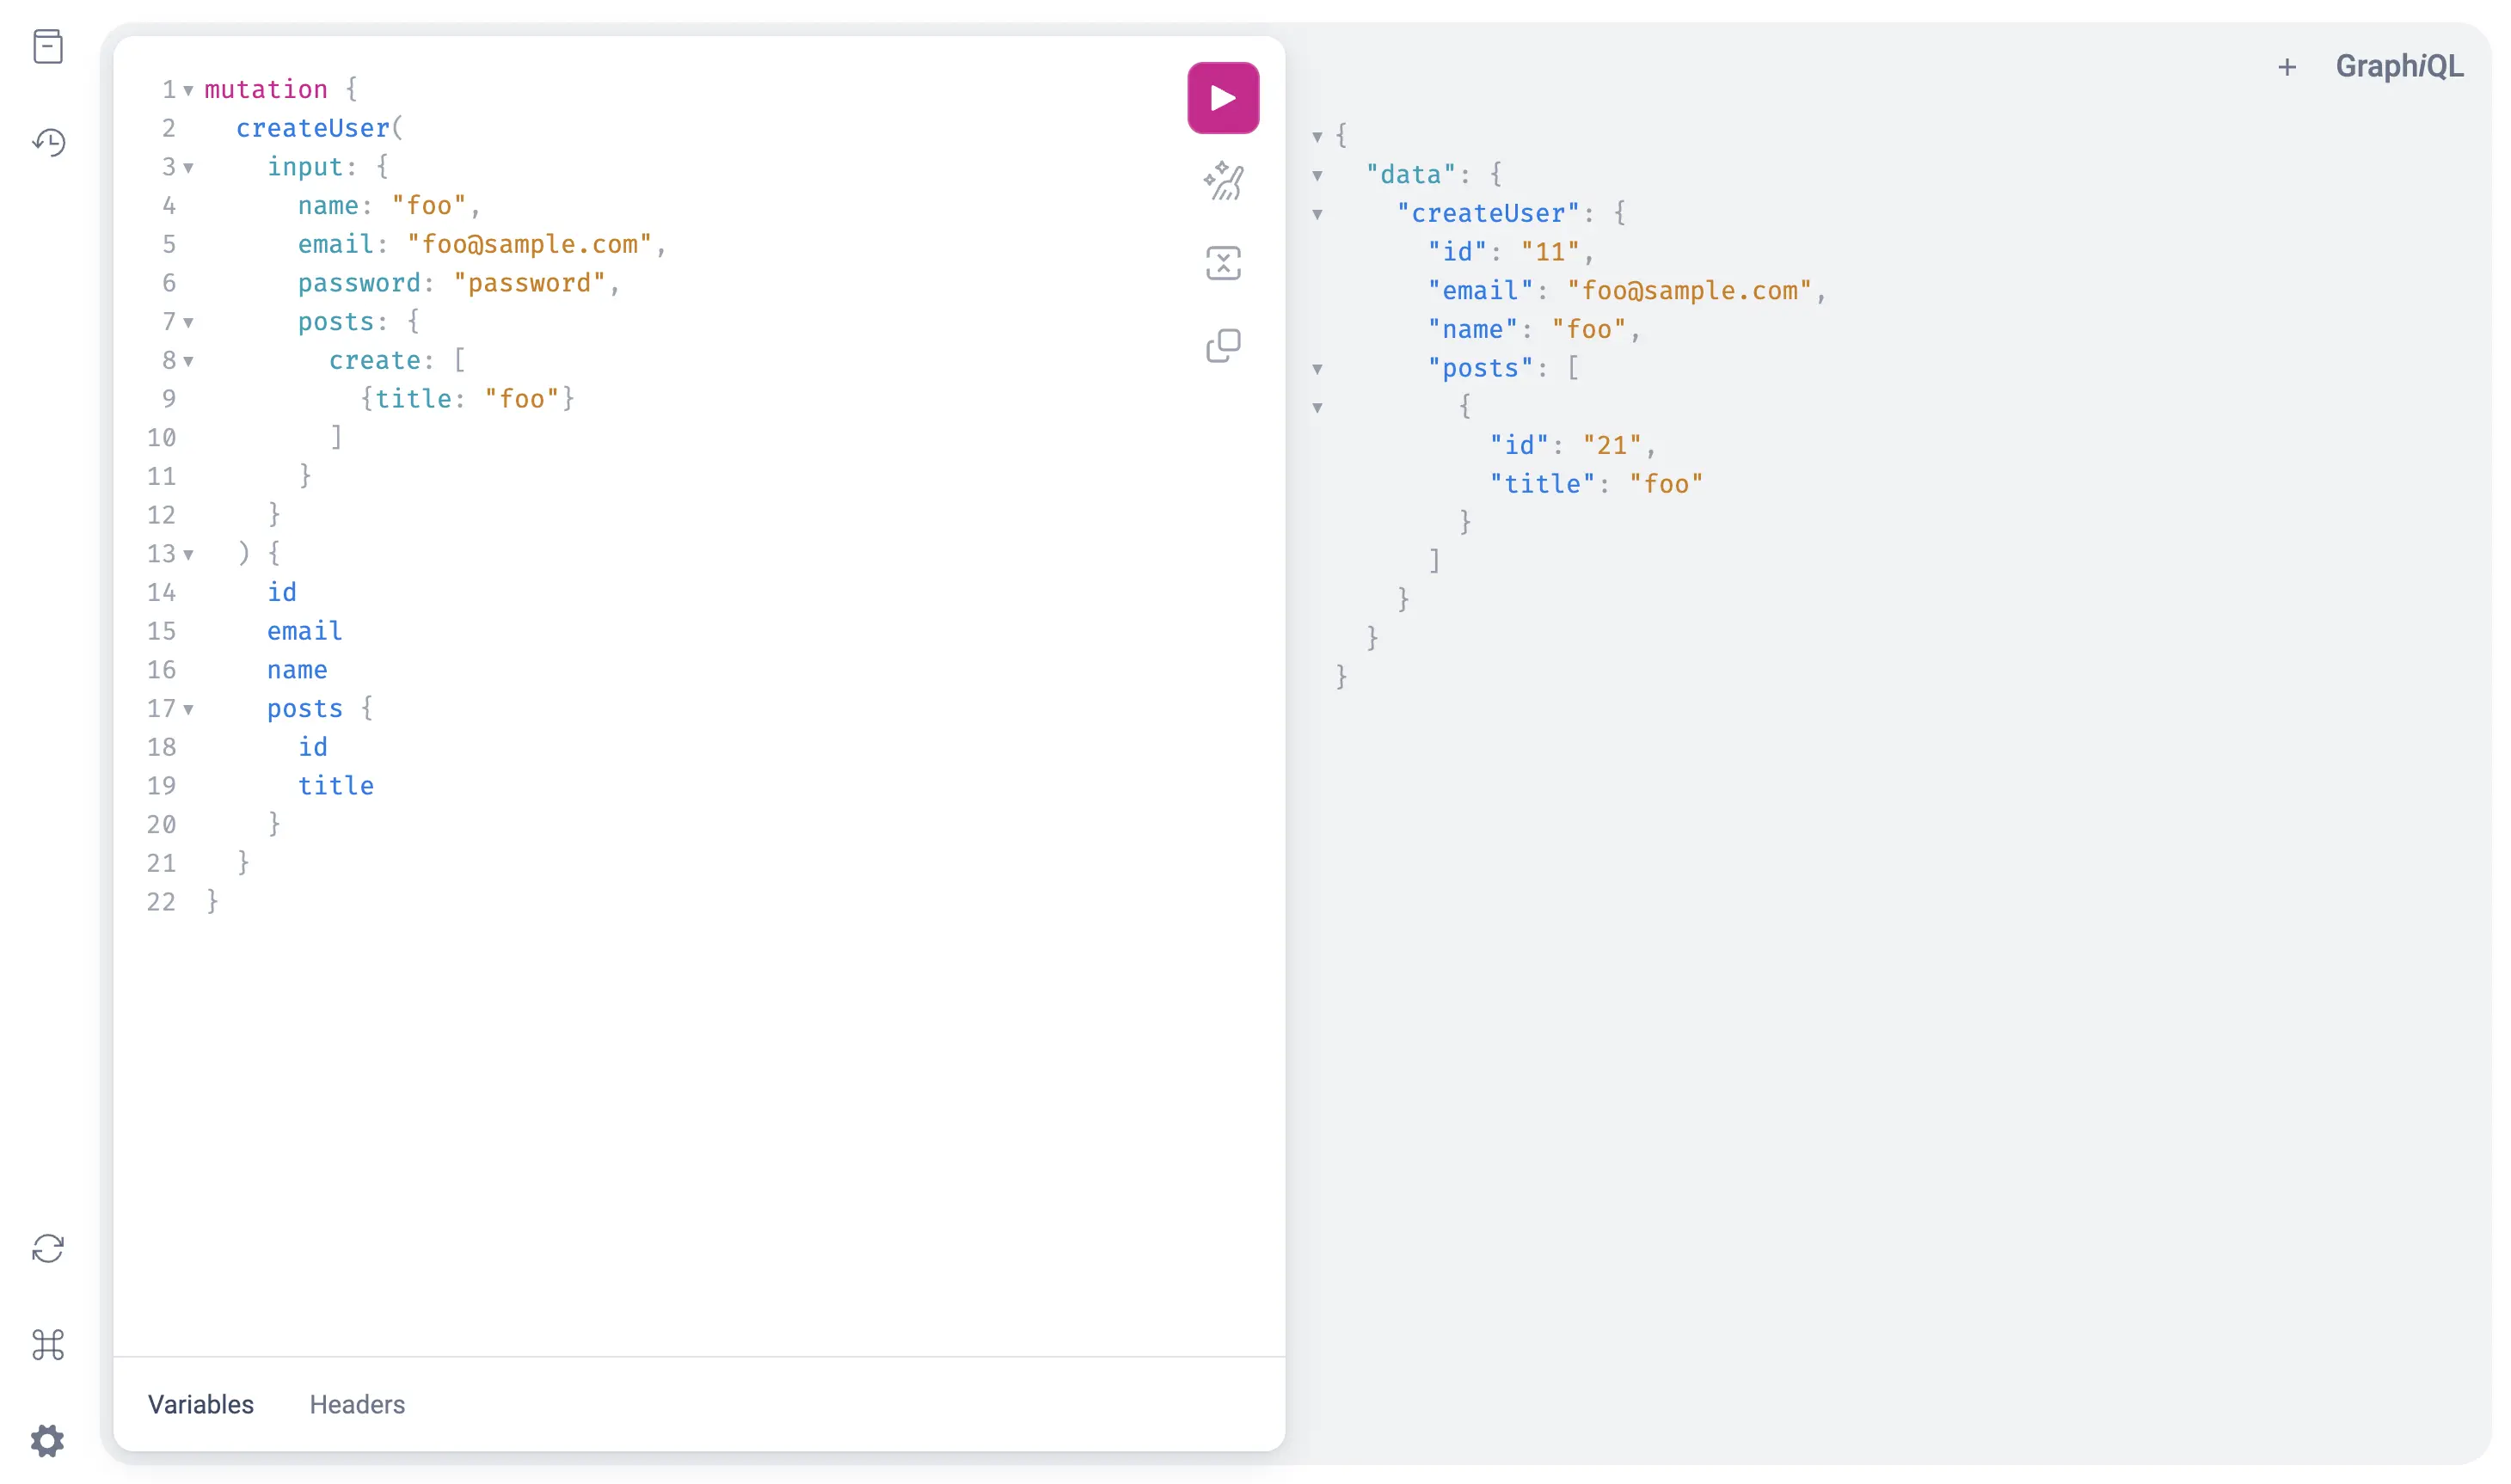 1 mutation {
2   createUser(
3     input: {
4       name: "foo",
5       email: "foo@sample.com",
6       password: "password",
7       posts: {
8         create: [
9           {title: "foo"}
10         ]
11       }
12     }
13   ) {
14     id
15     email
16     name
17     posts {
18       id
19       title
20     }
21   }
22 }
Variables Headers
+ GraphiQL
{
  "data": {
    "createUser": {
      "id": "11",
      "email": "foo@sample.com",
      "name": "foo",
      "posts": [
        {
          "id": "21",
          "title": "foo"
        }
      ]
    }
  }
}